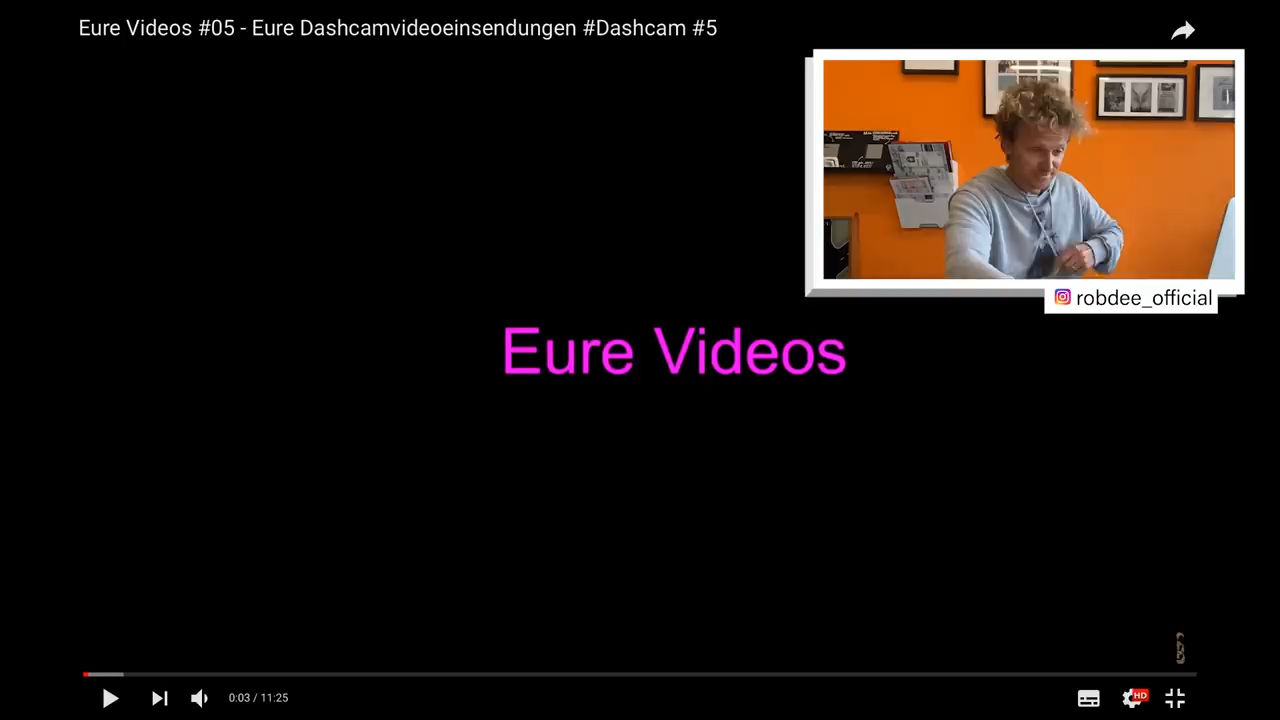 Eure Videos #05 - Eure Dashcamvideoeinsendungen #Dashcam #5
robdee_official
Eure Videos
0:03 / 11:25
HD